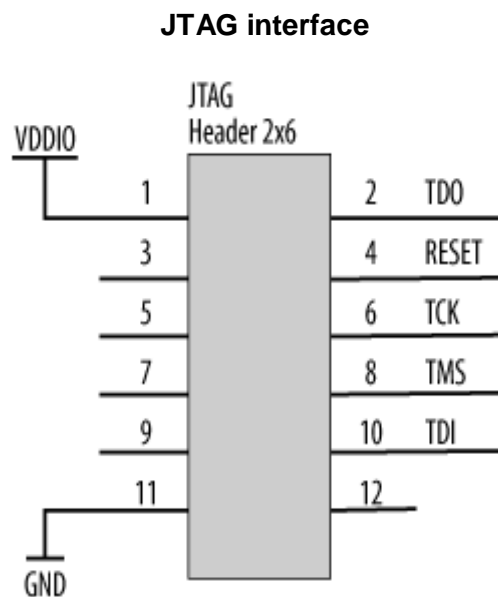 JTAG interface
JTAG
Header 2x6
VDDIO
1 2 TDO
3 4 RESET
5 6 TCK
7 8 TMS
9 10 TDI
11 12
GND